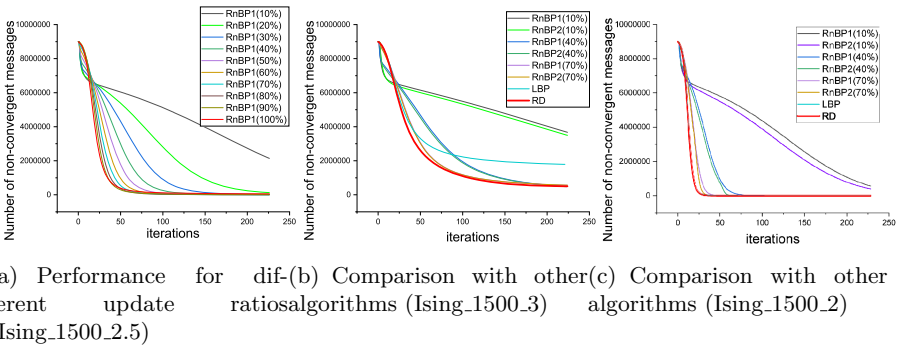 Number of non-convergent messages
10000000
8000000
6000000
4000000
2000000
0
0 50 100 150 200 250
iterations
RnBP1(10%)
RnBP1(20%)
RnBP1(30%)
RnBP1(40%)
RnBP1(50%)
RnBP1(60%)
RnBP1(70%)
RnBP1(80%)
RnBP1(90%)
RnBP1(100%)
Number of non-convergent messages
10000000
8000000
6000000
4000000
2000000
0
0 50 100 150 200 250
iterations
RnBP1(10%)
RnBP2(10%)
RnBP1(40%)
RnBP2(40%)
RnBP1(70%)
RnBP2(70%)
LBP
RD
Number of non-convergent messages
10000000
8000000
6000000
4000000
2000000
0
0 50 100 150 200 250
iterations
RnBP1(10%)
RnBP2(10%)
RnBP1(40%)
RnBP2(40%)
RnBP1(70%)
RnBP2(70%)
LBP
RD
a) Performance for dif-
erent update ratios
Ising_1500_2.5)
(b) Comparison with other
algorithms (Ising_1500_3)
(c) Comparison with other
algorithms (Ising_1500_2)